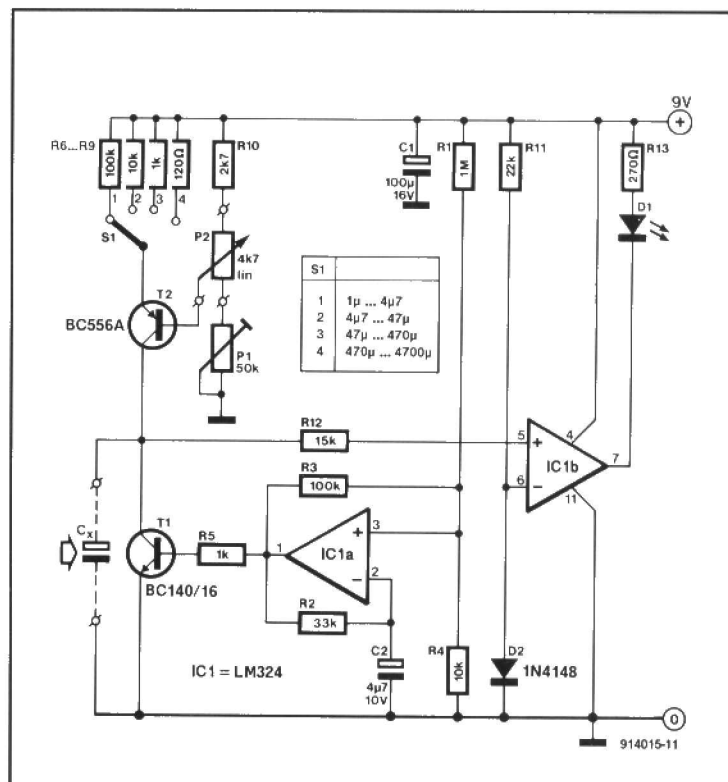 9V
+
R6...R9
100k
10k
1k
120Ω
R10
2k7
C1
100µ
16V
R1
1M
R11
22k
R13
270Ω
D1
1 2 3 4
S1
P2
4k7
lin
T2
BC556A
P1
50k
S1
1 1µ ... 4µ7
2 4µ7 ... 47µ
3 47µ ... 470µ
4 470µ ... 4700µ
R12
15k
5
+
4
IC1b
7
6
−
11
R3
100k
Cx
T1
R5
1k
1
IC1a
+
3
−
2
BC140/16
R2
33k
IC1 = LM324
C2
4µ7
10V
R4
10k
D2
1N4148
0
914015-11